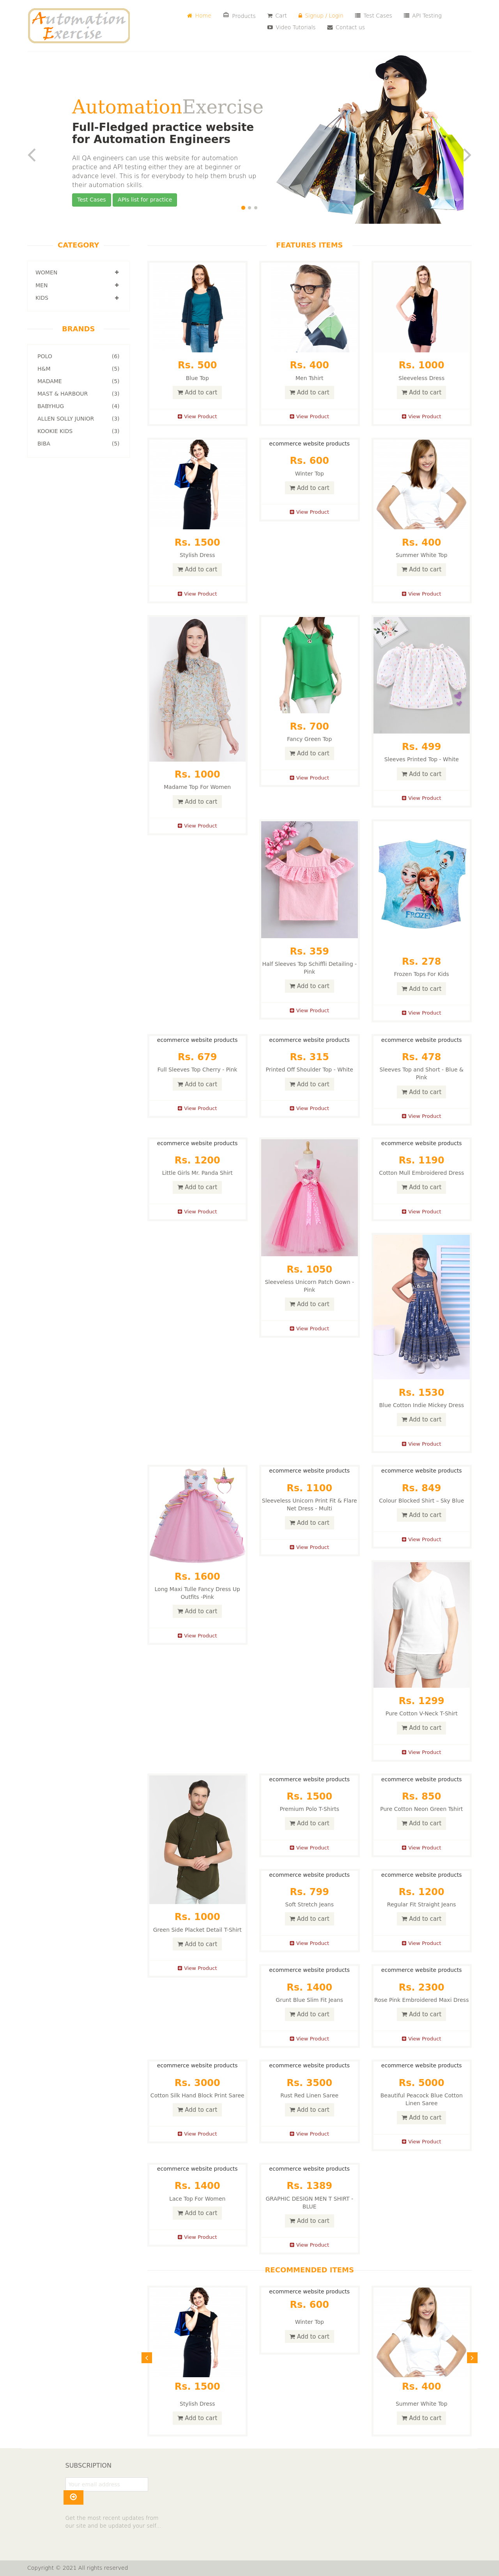 Automation
Exercise
Home
Products
Cart
Signup / Login
Test Cases
API Testing
Video Tutorials
Contact us
AutomationExercise
Full-Fledged practice website
for Automation Engineers
All QA engineers can use this website for automation
practice and API testing either they are at beginner or
advance level. This is for everybody to help them brush up
their automation skills.
Test Cases
APIs list for practice
CATEGORY
WOMEN
MEN
KIDS
BRANDS
POLO (6)
H&M (5)
MADAME (5)
MAST & HARBOUR (3)
BABYHUG (4)
ALLEN SOLLY JUNIOR (3)
KOOKIE KIDS (3)
BIBA (5)
FEATURES ITEMS
Rs. 500
Blue Top
Add to cart
View Product
Rs. 400
Men Tshirt
Add to cart
View Product
Rs. 1000
Sleeveless Dress
Add to cart
View Product
Rs. 1500
Stylish Dress
Add to cart
View Product
ecommerce website products
Rs. 600
Winter Top
Add to cart
View Product
Rs. 400
Summer White Top
Add to cart
View Product
Rs. 1000
Madame Top For Women
Add to cart
View Product
Rs. 700
Fancy Green Top
Add to cart
View Product
Rs. 499
Sleeves Printed Top - White
Add to cart
View Product
Rs. 359
Half Sleeves Top Schiffli Detailing -
Pink
Add to cart
View Product
FROZEN
Rs. 278
Frozen Tops For Kids
Add to cart
View Product
ecommerce website products
Rs. 679
Full Sleeves Top Cherry - Pink
Add to cart
View Product
ecommerce website products
Rs. 315
Printed Off Shoulder Top - White
Add to cart
View Product
ecommerce website products
Rs. 478
Sleeves Top and Short - Blue &
Pink
Add to cart
View Product
ecommerce website products
Rs. 1200
Little Girls Mr. Panda Shirt
Add to cart
View Product
Rs. 1050
Sleeveless Unicorn Patch Gown -
Pink
Add to cart
View Product
ecommerce website products
Rs. 1190
Cotton Mull Embroidered Dress
Add to cart
View Product
Rs. 1530
Blue Cotton Indie Mickey Dress
Add to cart
View Product
Rs. 1600
Long Maxi Tulle Fancy Dress Up
Outfits -Pink
Add to cart
View Product
ecommerce website products
Rs. 1100
Sleeveless Unicorn Print Fit & Flare
Net Dress - Multi
Add to cart
View Product
ecommerce website products
Rs. 849
Colour Blocked Shirt – Sky Blue
Add to cart
View Product
Rs. 1299
Pure Cotton V-Neck T-Shirt
Add to cart
View Product
Rs. 1000
Green Side Placket Detail T-Shirt
Add to cart
View Product
ecommerce website products
Rs. 1500
Premium Polo T-Shirts
Add to cart
View Product
ecommerce website products
Rs. 850
Pure Cotton Neon Green Tshirt
Add to cart
View Product
ecommerce website products
Rs. 799
Soft Stretch Jeans
Add to cart
View Product
ecommerce website products
Rs. 1200
Regular Fit Straight Jeans
Add to cart
View Product
ecommerce website products
Rs. 1400
Grunt Blue Slim Fit Jeans
Add to cart
View Product
ecommerce website products
Rs. 2300
Rose Pink Embroidered Maxi Dress
Add to cart
View Product
ecommerce website products
Rs. 3000
Cotton Silk Hand Block Print Saree
Add to cart
View Product
ecommerce website products
Rs. 3500
Rust Red Linen Saree
Add to cart
View Product
ecommerce website products
Rs. 5000
Beautiful Peacock Blue Cotton
Linen Saree
Add to cart
View Product
ecommerce website products
Rs. 1400
Lace Top For Women
Add to cart
View Product
ecommerce website products
Rs. 1389
GRAPHIC DESIGN MEN T SHIRT -
BLUE
Add to cart
View Product
RECOMMENDED ITEMS
Rs. 1500
Stylish Dress
Add to cart
ecommerce website products
Rs. 600
Winter Top
Add to cart
Rs. 400
Summer White Top
Add to cart
SUBSCRIPTION
Your email address
Get the most recent updates from
our site and be updated your self...
Copyright © 2021 All rights reserved